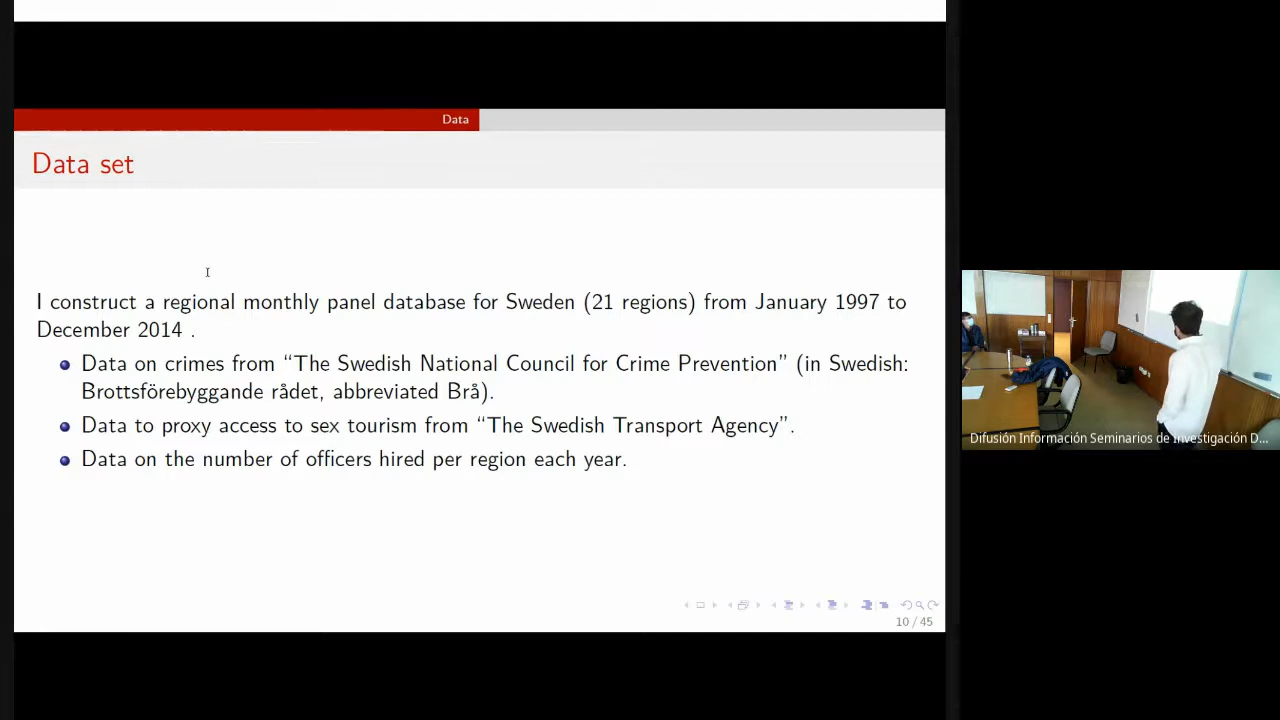 Data
Data set
I construct a regional monthly panel database for Sweden (21 regions) from January 1997 to
December 2014 .
Data on crimes from “The Swedish National Council for Crime Prevention” (in Swedish:
Brottsförebyggande rådet, abbreviated Brå).
Data to proxy access to sex tourism from “The Swedish Transport Agency”.
Data on the number of officers hired per region each year.
10 / 45
Difusión Información Seminarios de Investigación D...